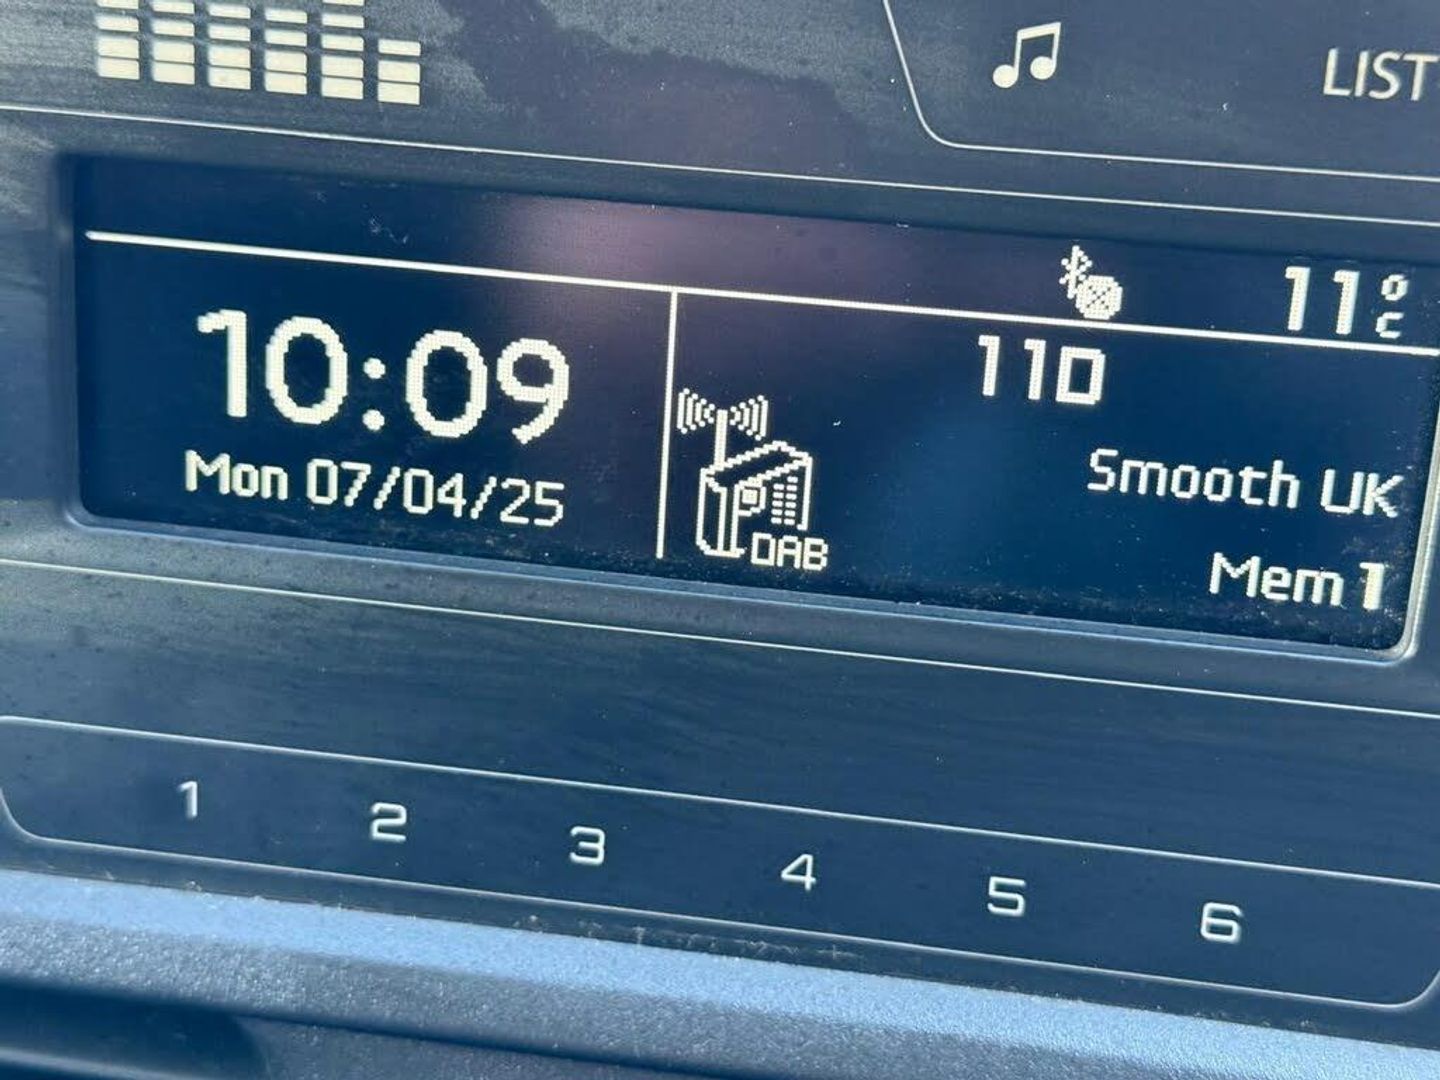 LIST
11°C
10:09
110
Mon 07/04/25
Smooth UK
DAB
Mem 1
1 2 3 4 5 6